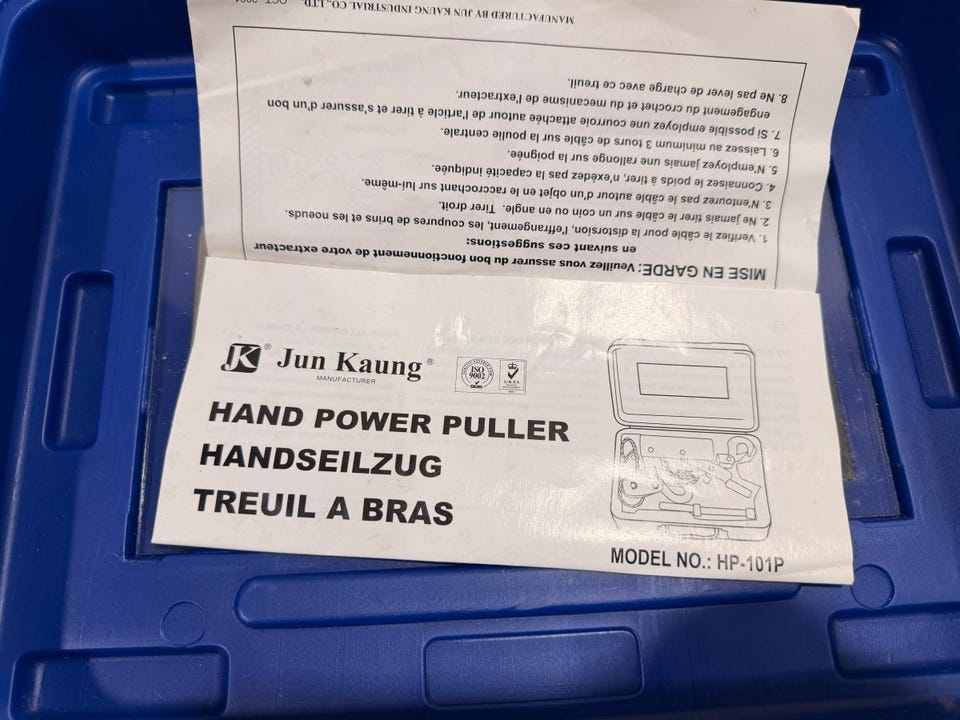 MANUFACTURED BY JUN KAUNG INDUSTRIAL CO., LTD. OCT
MISE EN GARDE: Veuillez vous assurer du bon fonctionnement de votre extracteur
en suivant ces suggestions:
1. Verifiez le câble pour la distorsion, l'effrangement, les coupures de brins et les noeuds.
2. Ne jamais tirer le câble sur un coin ou en angle. Tirer droit.
3. N'entourez pas le câble autour d'un objet en le raccrochant sur lui-même.
4. Connaisez le poids à tirer, n'exédez pas la capacité indiquée.
5. N'employez jamais une rallonge sur la poignée.
6. Laissez au minimum 3 tours de câble sur la poulie centrale.
7. Si possible employez une courroie attachée autour de l'article à tirer et s'assurer d'un bon
engagement du crochet et du mecanisme de l'extracteur.
8. Ne pas lever de charge avec ce treuil.
JK ® Jun Kaung ®
MANUFACTURER
ISO
9002
UKAS
HAND POWER PULLER
HANDSEILZUG
TREUIL A BRAS
MODEL NO.: HP-101P